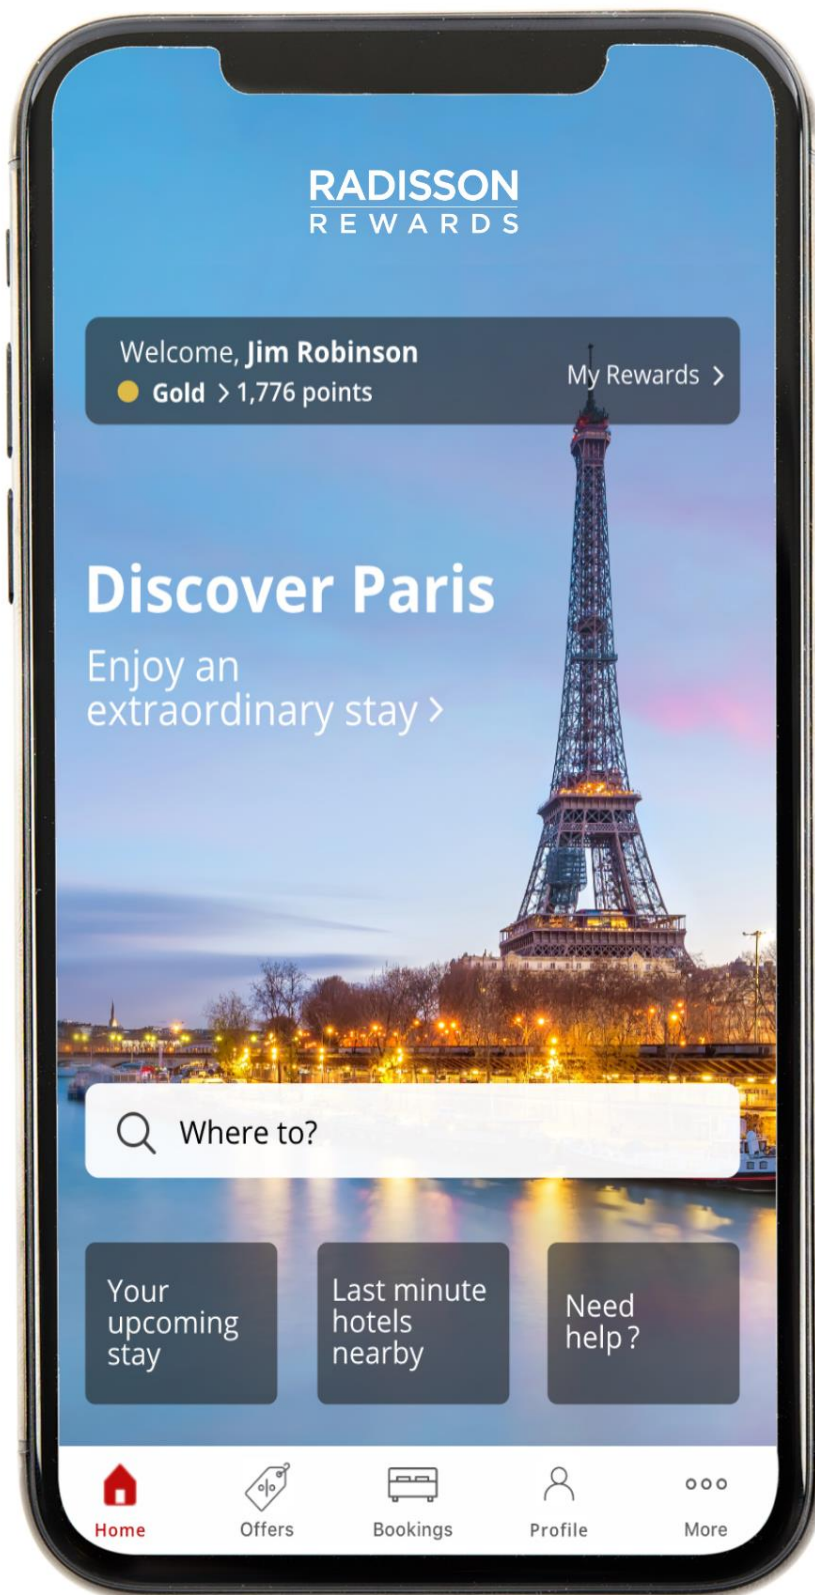 RADISSON
REWARDS
Welcome, Jim Robinson
Gold > 1,776 points
My Rewards >
Discover Paris
Enjoy an
extraordinary stay >
Where to?
Your
upcoming
stay
Last minute
hotels
nearby
Need
help ?
Home
Offers
Bookings
Profile
More